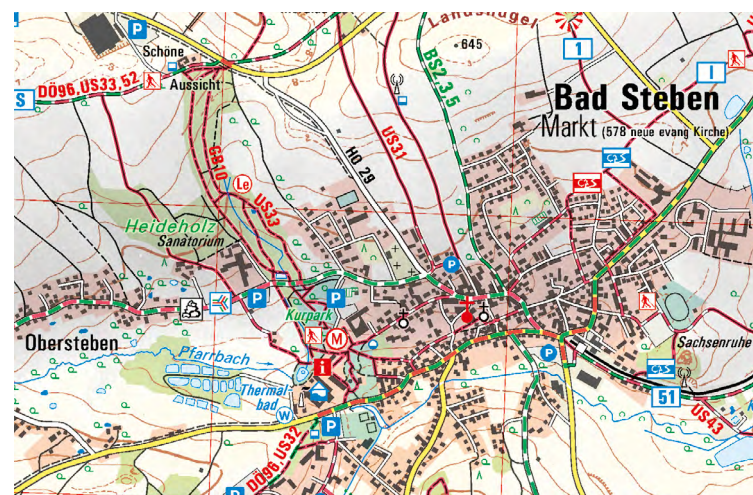 P
Schöne
Aussicht
DÖ96,US33,52
S
Landshügel
645
1
I
BS2,3,5
US31
HO 29
Bad Steben
Markt (578 neue evang Kirche)
GB10
Le
US33
Heideholz
Sanatorium
P
P
P
Kurpark
M
Obersteben
Pfarrbach
i
Thermal-
bad
W
P
P
Sachsenruhe
51
US43
DÖ96,US32
P